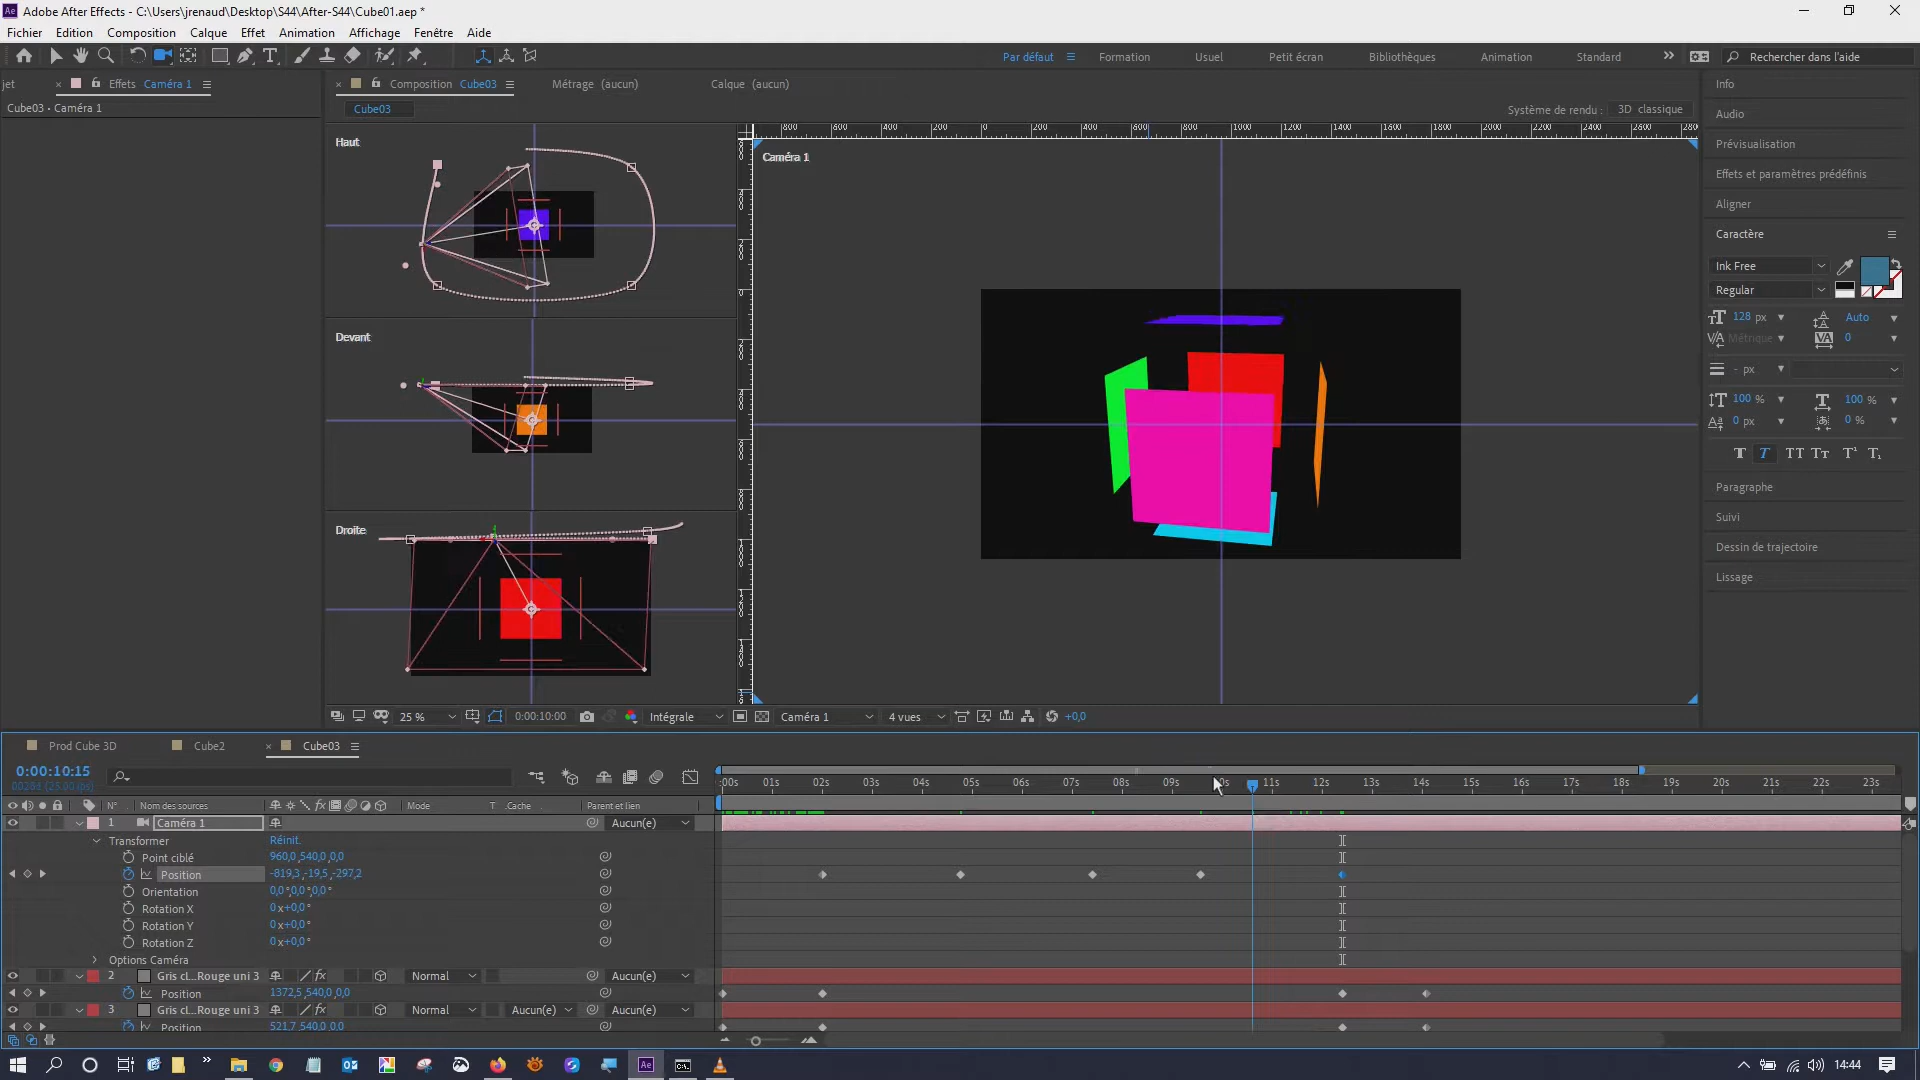 Adobe After Effects - C:\Users\jrenaud\Desktop\S44\After-S44\Cube01.aep *
Fichier Edition Composition Calque Effet Animation Affichage Fenêtre Aide
Par défaut Formation Usuel Petit écran Bibliothèques Animation Standard Rechercher dans l'aide
jet Effets Caméra 1 Composition Cube03 Métrage (aucun) Calque (aucun) Info
Cube03 • Caméra 1 Cube03 Système de rendu : 3D classique Audio
Haut
Caméra 1
Prévisualisation
Effets et paramètres prédéfinis
Aligner
Caractère
Ink Free
Regular
128 px Auto
Métrique 0
- px
100 % 100 %
0 px 0 %
Devant
Paragraphe
Suivi
Droite
Dessin de trajectoire
Lissage
25 % 0:00:10:00 Intégrale Caméra 1 4 vues +0,0
Prod Cube 3D Cube2 Cube03
0:00:10:15
:00s 01s 02s 03s 04s 05s 06s 07s 08s 09s 0s 11s 12s 13s 14s 15s 16s 17s 18s 19s 20s 21s 22s 23s
N° Nom des sources Mode T .Cache Parent et lien
1 Caméra 1 Aucun(e)
Transformer Réinit.
Point ciblé 960,0,540,0,0,0
Position -819,3,-19,5,-297,2
Orientation 0,0°,0,0°,0,0°
Rotation X 0x+0,0°
Rotation Y 0x+0,0°
Rotation Z 0x+0,0°
Options Caméra
2 Gris cl...Rouge uni 3 Normal Aucun(e)
Position 1372,5,540,0,0,0
3 Gris cl...Rouge uni 3 Normal Aucun(e) Aucun(e)
Position 521,7,540,0,0,0
14:44